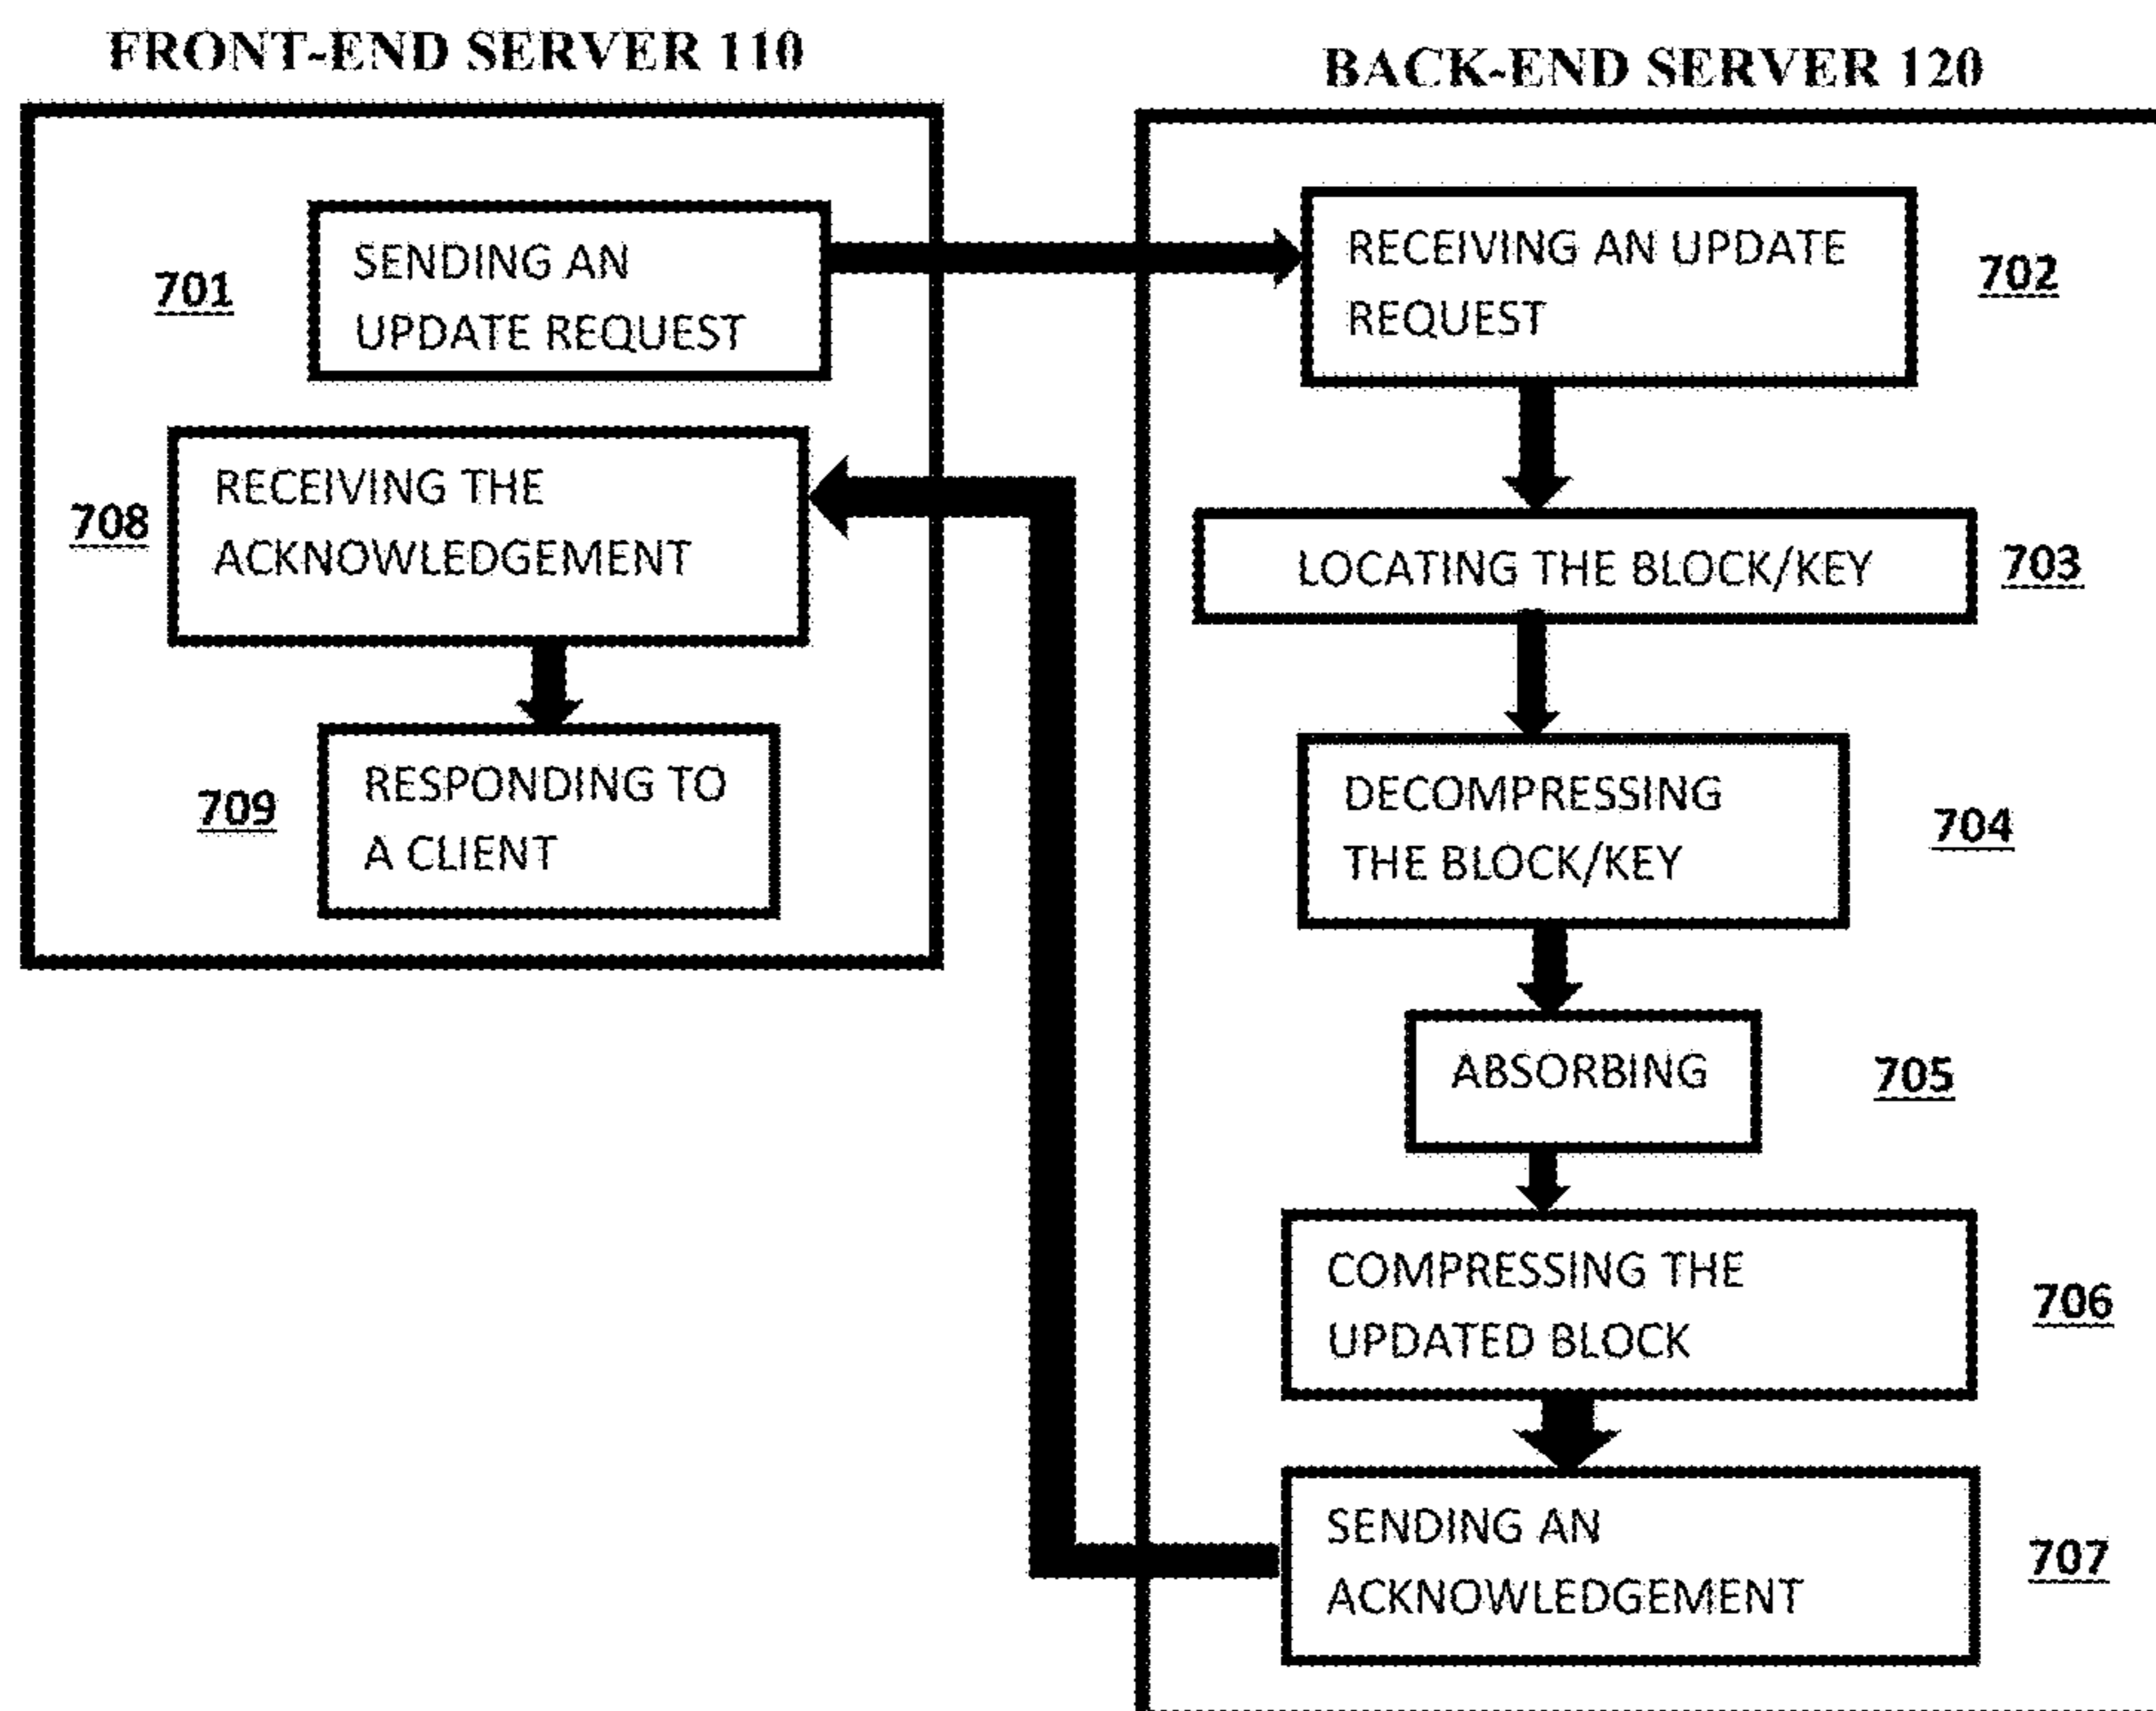 FRONT-END SERVER 110
BACK-END SERVER 120
701
SENDING AN
UPDATE REQUEST
RECEIVING AN UPDATE
REQUEST
702
708
RECEIVING THE
ACKNOWLEDGEMENT
LOCATING THE BLOCK/KEY
703
709
RESPONDING TO
A CLIENT
DECOMPRESSING
THE BLOCK/KEY
704
ABSORBING
705
COMPRESSING THE
UPDATED BLOCK
706
SENDING AN
ACKNOWLEDGEMENT
707